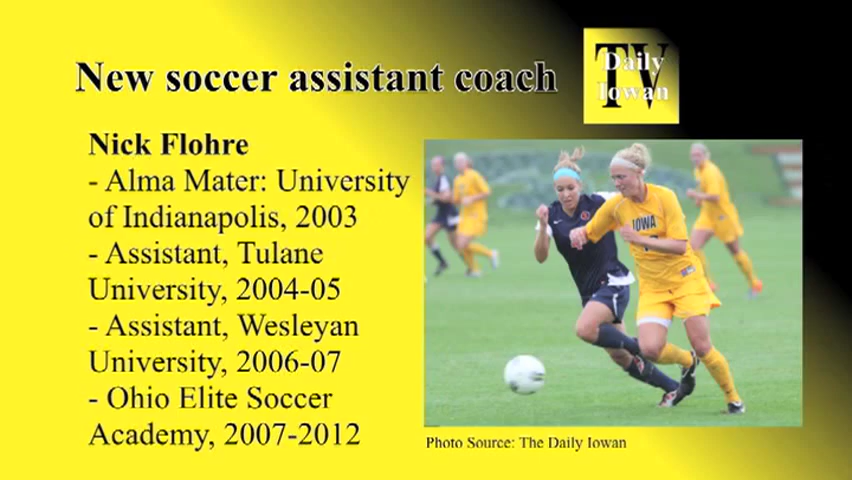 New soccer assistant coach
TV
Daily
Iowan
Nick Flohre
- Alma Mater: University
of Indianapolis, 2003
- Assistant, Tulane
University, 2004-05
- Assistant, Wesleyan
University, 2006-07
- Ohio Elite Soccer
Academy, 2007-2012
IOWA
Photo Source: The Daily Iowan